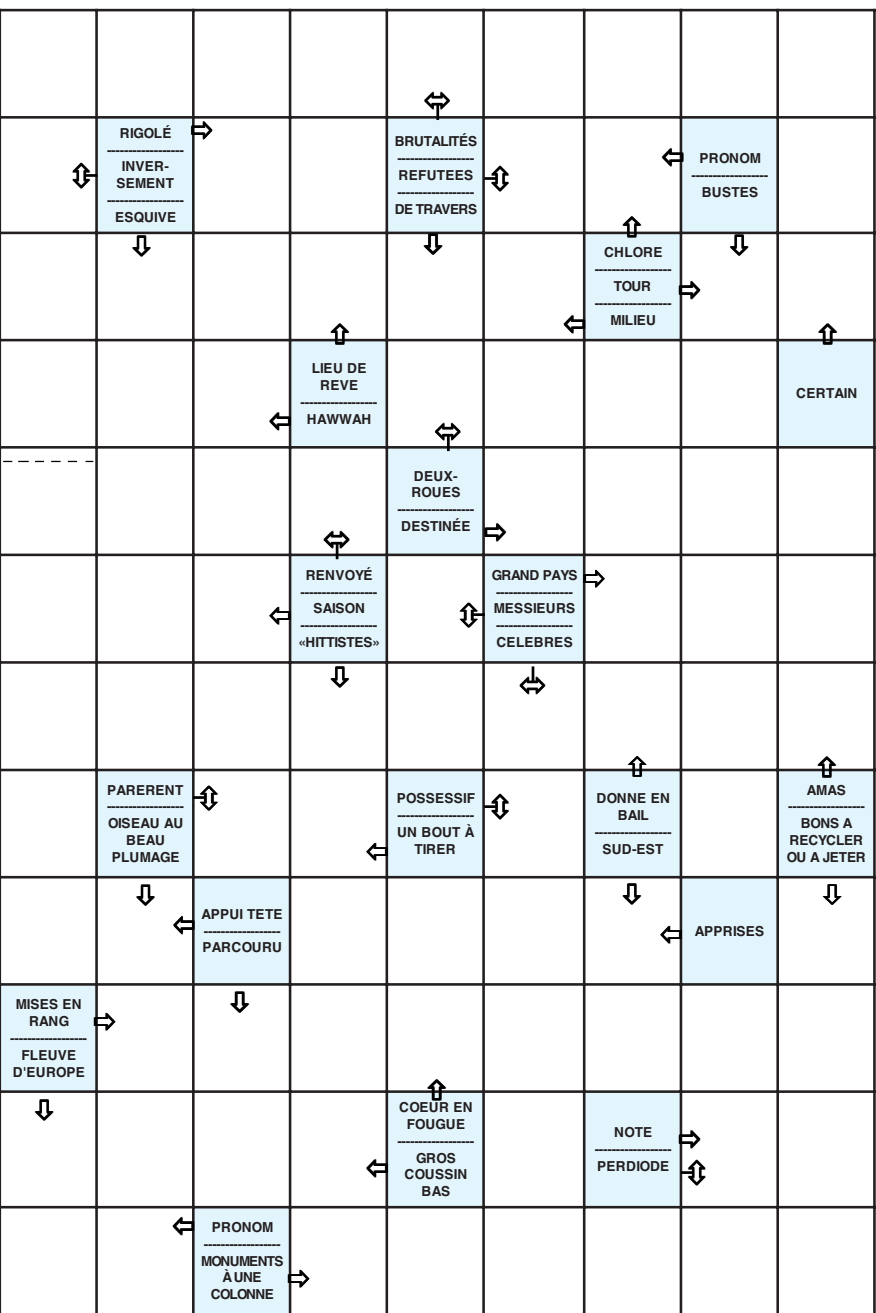 RIGOLÉ
INVER-
SEMENT
ESQUIVE
BRUTALITÉS
REFUTEES
DE TRAVERS
PRONOM
BUSTES
CHLORE
TOUR
MILIEU
LIEU DE
REVE
HAWWAH
CERTAIN
DEUX-
ROUES
DESTINÉE
RENVOYÉ
SAISON
«HITTISTES»
GRAND PAYS
MESSIEURS
CELEBRES
PARERENT
OISEAU AU
BEAU
PLUMAGE
POSSESSIF
UN BOUT À
TIRER
DONNE EN
BAIL
SUD-EST
AMAS
BONS A
RECYCLER
OU A JETER
APPUI TETE
PARCOURU
APPRISES
MISES EN
RANG
FLEUVE
D'EUROPE
COEUR EN
FOUGUE
GROS
COUSSIN
BAS
NOTE
PERDIODE
PRONOM
MONUMENTS
À UNE
COLONNE